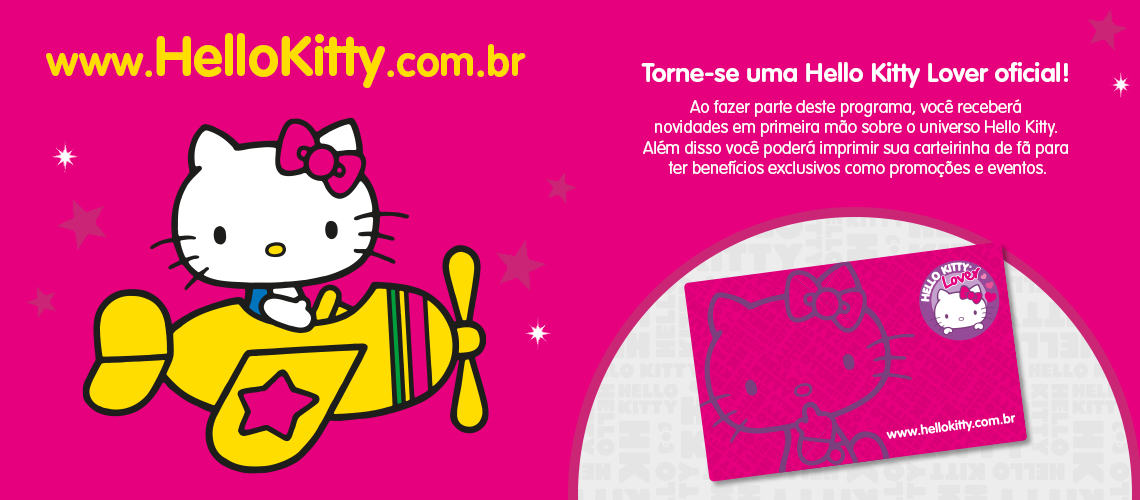 www.HelloKitty.com.br
Torne-se uma Hello Kitty Lover oficial!
Ao fazer parte deste programa, você receberá
novidades em primeira mão sobre o universo Hello Kitty.
Além disso você poderá imprimir sua carteirinha de fã para
ter benefícios exclusivos como promoções e eventos.
HELLO KITTY
Lover
www.hellokitty.com.br
HELLO
KITTY